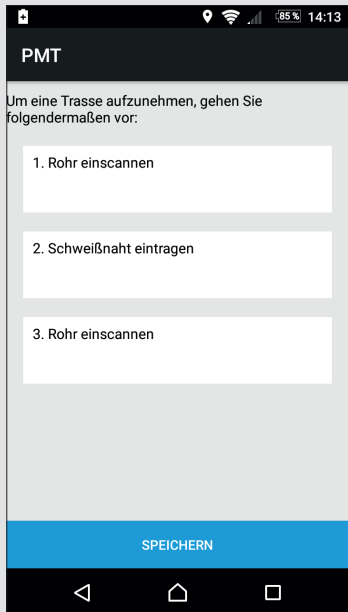 85% 14:13
PMT
Um eine Trasse aufzunehmen, gehen Sie
folgendermaßen vor:
1. Rohr einscannen
2. Schweißnaht eintragen
3. Rohr einscannen
SPEICHERN